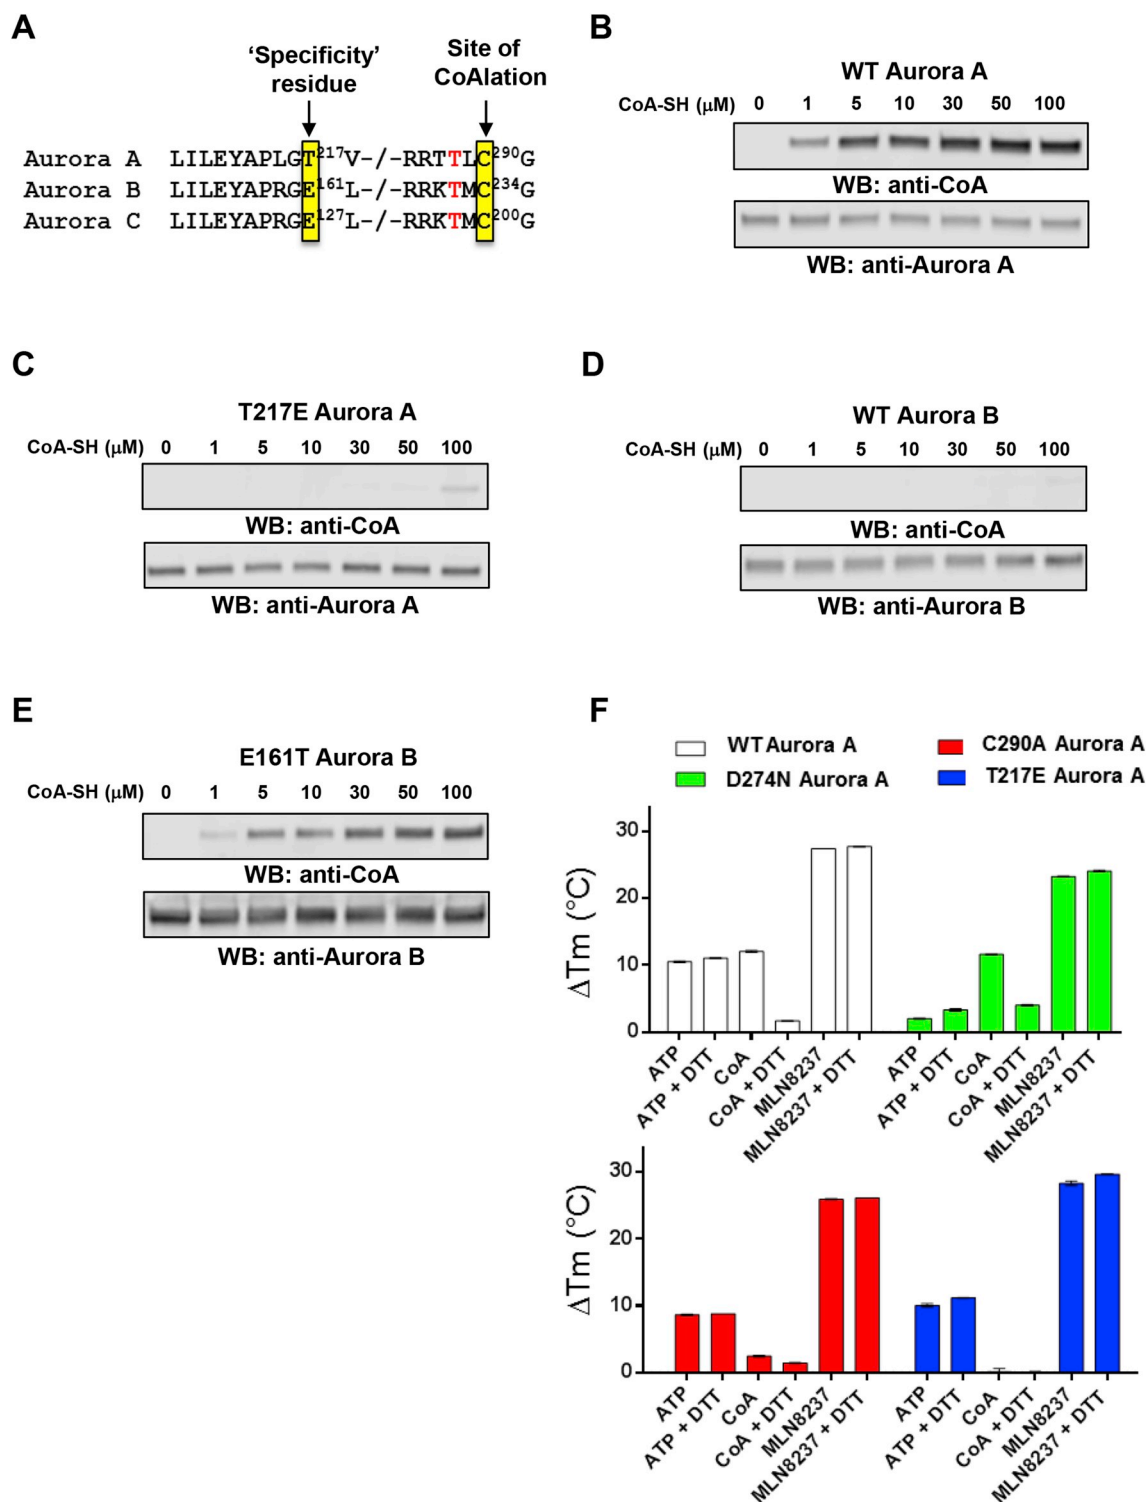 A
‘Specificity’
residue
Site of
CoAlation
Aurora A LILEYAPLGT²¹⁷V-/-RRTTLC²⁹⁰G
Aurora B LILEYAPRGE¹⁶¹L-/-RRKTMC²³⁴G
Aurora C LILEYAPRGE¹²⁷L-/-RRKTMC²⁰⁰G
B
WT Aurora A
CoA-SH (μM) 0 1 5 10 30 50 100
WB: anti-CoA
WB: anti-Aurora A
C
T217E Aurora A
CoA-SH (μM) 0 1 5 10 30 50 100
WB: anti-CoA
WB: anti-Aurora A
D
WT Aurora B
CoA-SH (μM) 0 1 5 10 30 50 100
WB: anti-CoA
WB: anti-Aurora B
E
E161T Aurora B
CoA-SH (μM) 0 1 5 10 30 50 100
WB: anti-CoA
WB: anti-Aurora B
F
WT Aurora A
C290A Aurora A
D274N Aurora A
T217E Aurora A
ΔTm (°C)
30
20
10
0
ATP
ATP + DTT
CoA
CoA + DTT
MLN8237
MLN8237 + DTT
ATP
ATP + DTT
CoA
CoA + DTT
MLN8237
MLN8237 + DTT
ΔTm (°C)
30
20
10
0
ATP
ATP + DTT
CoA
CoA + DTT
MLN8237
MLN8237 + DTT
ATP
ATP + DTT
CoA
CoA + DTT
MLN8237
MLN8237 + DTT